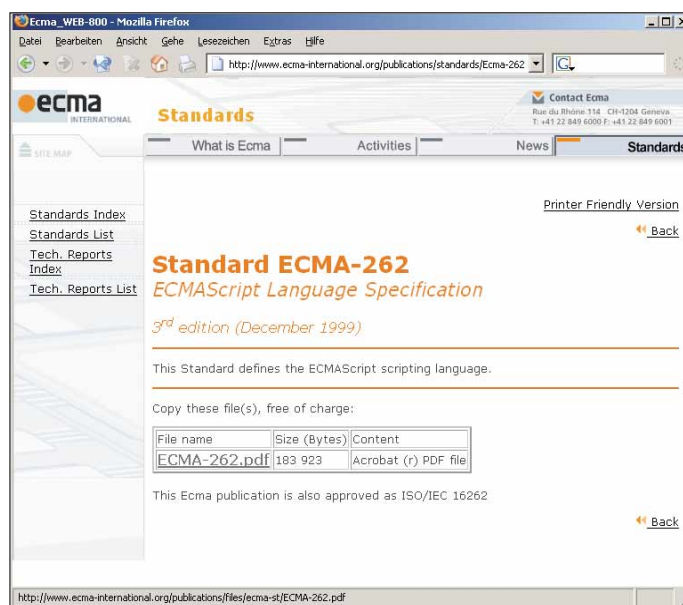 Ecma_WEB-800 - Mozilla Firefox
Datei Bearbeiten Ansicht Gehe Lesezeichen Extras Hilfe
http://www.ecma-international.org/publications/standards/Ecma-262
G
ecma
INTERNATIONAL
Standards
Contact Ecma
Rue du Rhône 114 CH-1204 Geneva
T: +41 22 849 6000 F: +41 22 849 6001
SITE MAP
What is Ecma Activities News Standards
Printer Friendly Version
Back
Standards Index
Standards List
Tech. Reports
Index
Tech. Reports List
Standard ECMA-262
ECMAScript Language Specification
3rd edition (December 1999)
This Standard defines the ECMAScript scripting language.
Copy these file(s), free of charge:
File name Size (Bytes) Content
ECMA-262.pdf 183 923 Acrobat (r) PDF file
This Ecma publication is also approved as ISO/IEC 16262
Back
http://www.ecma-international.org/publications/files/ecma-st/ECMA-262.pdf